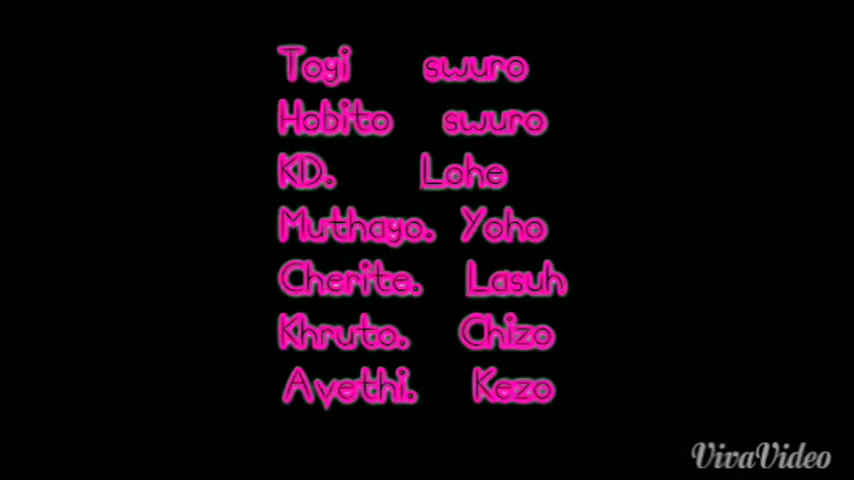 Togi swuro
Hobito swuro
KD. Lohe
Muthayo. Yoho
Cherite. Lasuh
Khruto. Chizo
Avethi. Kezo
VivaVideo